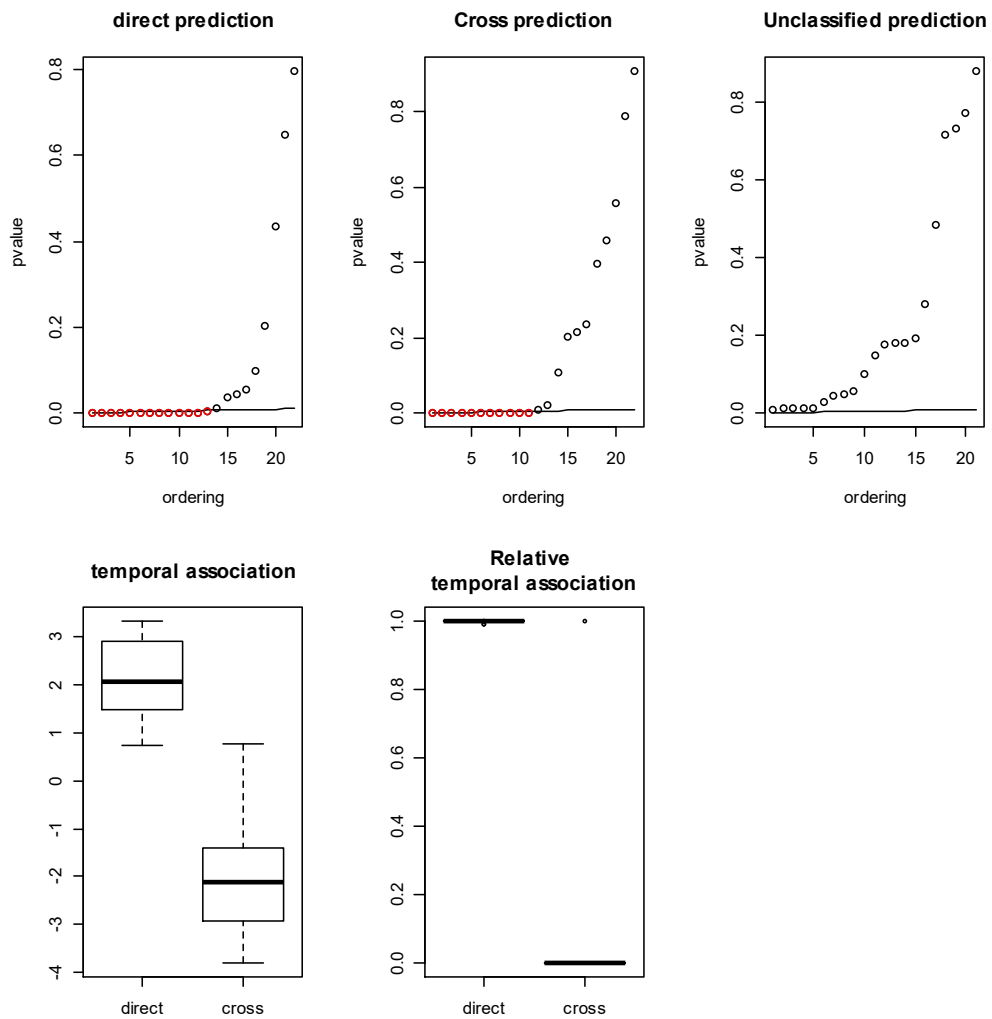 direct prediction
Cross prediction
Unclassified prediction
pvalue
0.0 0.2 0.4 0.6 0.8
5 10 15 20
ordering
pvalue
0.0 0.2 0.4 0.6 0.8
5 10 15 20
ordering
pvalue
0.0 0.2 0.4 0.6 0.8
5 10 15 20
ordering
temporal association
Relative
temporal association
-4 -3 -2 -1 0 1 2 3
direct cross
0.0 0.2 0.4 0.6 0.8 1.0
direct cross